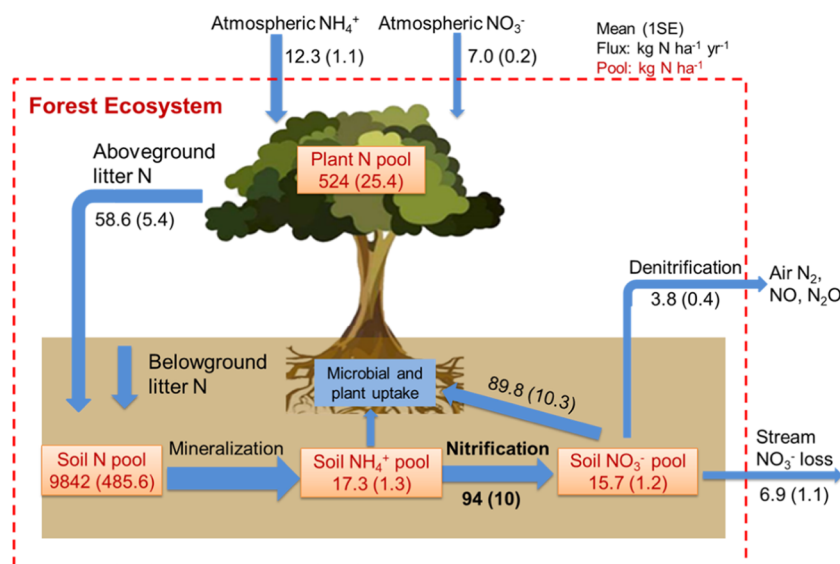 Atmospheric NH₄⁺
12.3 (1.1)
Atmospheric NO₃⁻
7.0 (0.2)
Mean (1SE)
Flux: kg N ha⁻¹ yr⁻¹
Pool: kg N ha⁻¹
Forest Ecosystem
Aboveground
litter N
58.6 (5.4)
Plant N pool
524 (25.4)
Denitrification
3.8 (0.4)
Air N₂,
NO, N₂O
Belowground
litter N
Microbial and
plant uptake
89.8 (10.3)
Soil N pool
9842 (485.6)
Mineralization
Soil NH₄⁺ pool
17.3 (1.3)
Nitrification
94 (10)
Soil NO₃⁻ pool
15.7 (1.2)
Stream
NO₃⁻ loss
6.9 (1.1)